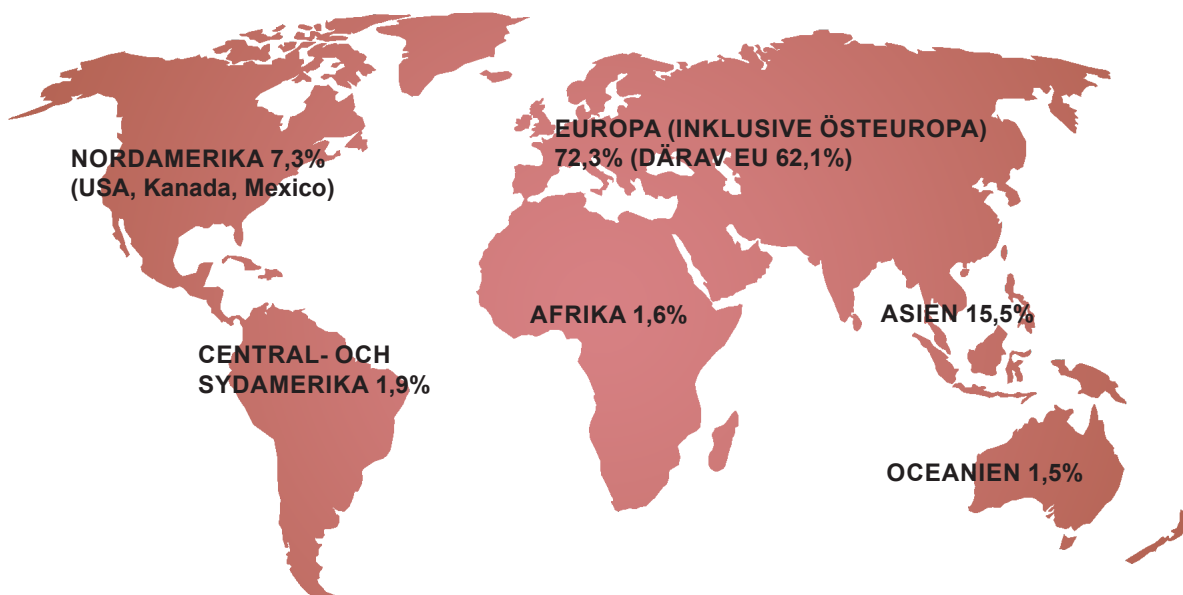 EUROPA (INKLUSIVE ÖSTEUROPA)
72,3% (DÄRAV EU 62,1%)
NORDAMERIKA 7,3%
(USA, Kanada, Mexico)
AFRIKA 1,6%
ASIEN 15,5%
CENTRAL- OCH
SYDAMERIKA 1,9%
OCEANIEN 1,5%